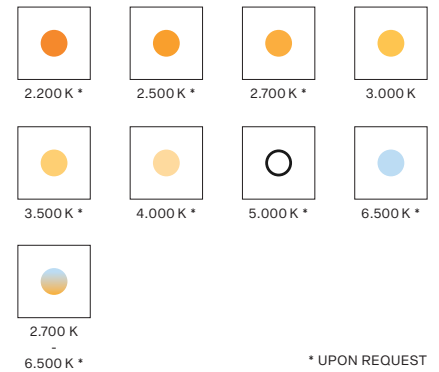 2.200 K *
2.500 K *
2.700 K *
3.000 K
3.500 K *
4.000 K *
5.000 K *
6.500 K *
2.700 K
-
6.500 K *
* UPON REQUEST